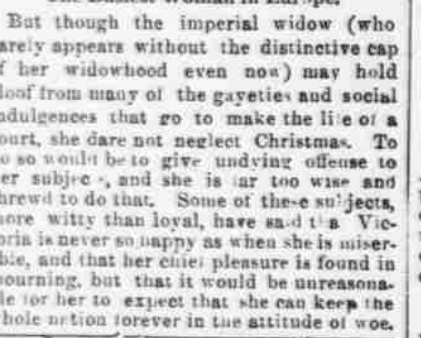 But though the imperial widow (who
arely appears without the distinctive cap
f her widowhood even now) may hold
loof from many of the gayeties and social
ndulgences that go to make the life of a
ourt, she dare not neglect Christmas. To
o so would be to give undying offense to
er subjec s, and she is far too wise and
hrewd to do that. Some of these subjects,
ore witty than loyal, have said t a Vic-
oria is never so happy as when she is miser-
ble, and that her chief pleasure is found in
ourning, but that it would be unreasona-
le for her to expect that she can keep the
hole nation forever in the attitude of woe.